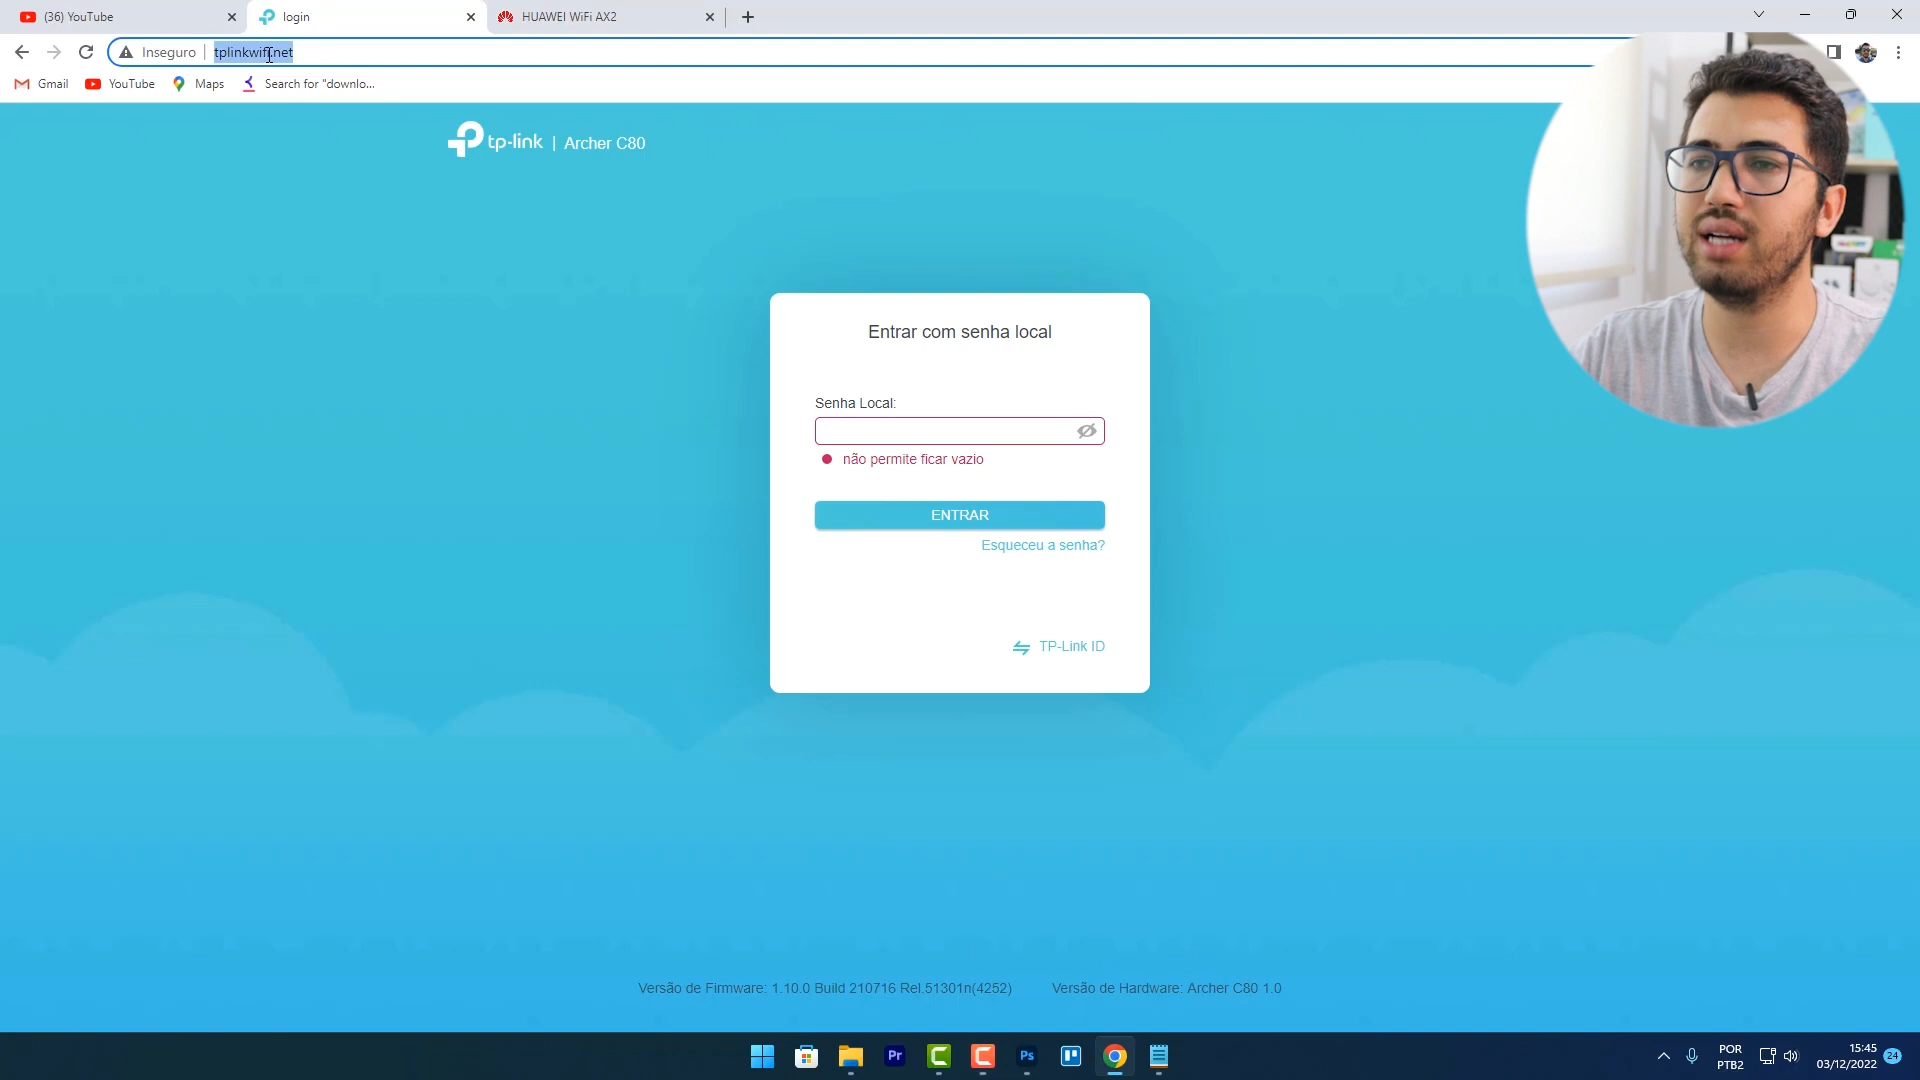 (36) YouTube
login
HUAWEI WiFi AX2
Inseguro
tplinkwifi.net
Gmail
YouTube
Maps
Search for "downlo...
tp-link | Archer C80
Entrar com senha local
Senha Local:
não permite ficar vazio
ENTRAR
Esqueceu a senha?
TP-Link ID
Versão de Firmware: 1.10.0 Build 210716 Rel.51301n(4252)
Versão de Hardware: Archer C80 1.0
Pr
Ps
POR
PTB2
15:45
03/12/2022
24